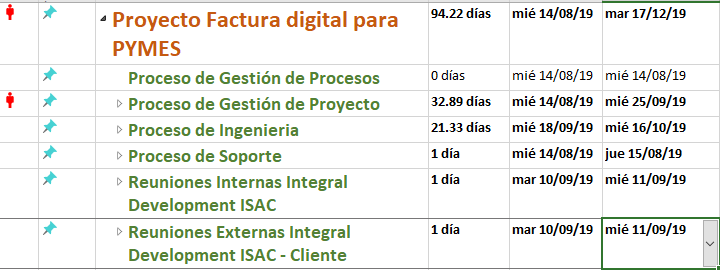 Proyecto Factura digital para 94.22 días mié 14/08/19 mar 17/12/19
PYMES
Proceso de Gestión de Procesos 0 días mié 14/08/19 mié 14/08/19
Proceso de Gestión de Proyecto 32.89 días mié 14/08/19 mié 25/09/19
Proceso de Ingenieria 21.33 días mié 18/09/19 mié 16/10/19
Proceso de Soporte 1 día mié 14/08/19 jue 15/08/19
Reuniones Internas Integral 1 día mar 10/09/19 mié 11/09/19
Development ISAC
Reuniones Externas Integral 1 día mar 10/09/19 mié 11/09/19
Development ISAC - Cliente